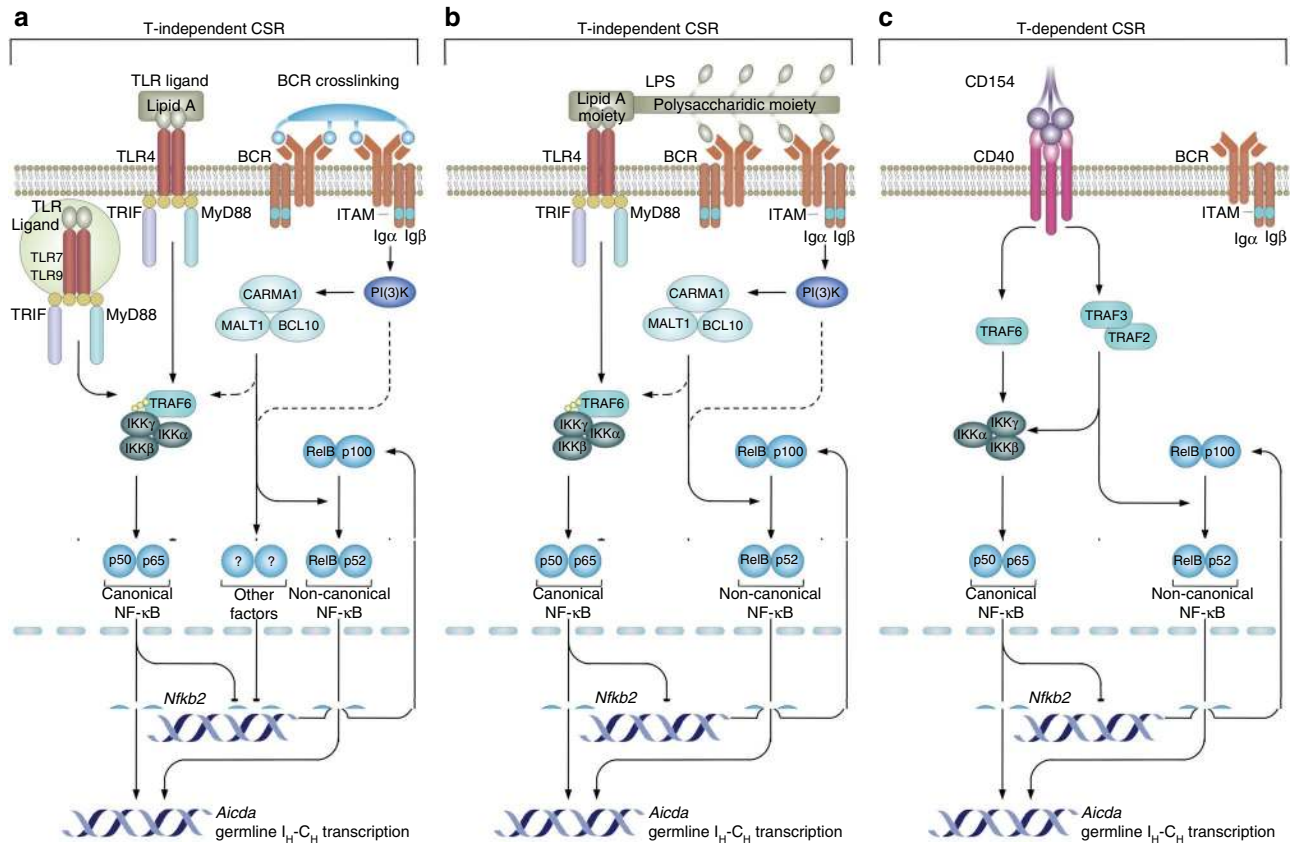 a
T-independent CSR
TLR ligand
Lipid A
BCR crosslinking
TLR4
BCR
TRIF
MyD88
ITAM
Igα Igβ
TLR
Ligand
TLR7
TLR9
TRIF
MyD88
CARMA1
PI(3)K
MALT1
BCL10
TRAF6
IKKγ
IKKα
IKKβ
RelB p100
p50 p65
? ?
RelB p52
Canonical
NF-κB
Other
factors
Non-canonical
NF-κB
Nfkb2
Aicda
germline IH-CH transcription
b
T-independent CSR
LPS
Lipid A
moiety
Polysaccharidic moiety
TLR4
BCR
TRIF
MyD88
ITAM
Igα Igβ
CARMA1
PI(3)K
MALT1
BCL10
TRAF6
IKKγ
IKKα
IKKβ
RelB p100
p50 p65
RelB p52
Canonical
NF-κB
Non-canonical
NF-κB
Nfkb2
Aicda
germline IH-CH transcription
c
T-dependent CSR
CD154
CD40
BCR
ITAM
Igα Igβ
TRAF6
TRAF3
TRAF2
IKKγ
IKKα
IKKβ
RelB p100
p50 p65
RelB p52
Canonical
NF-κB
Non-canonical
NF-κB
Nfkb2
Aicda
germline IH-CH transcription